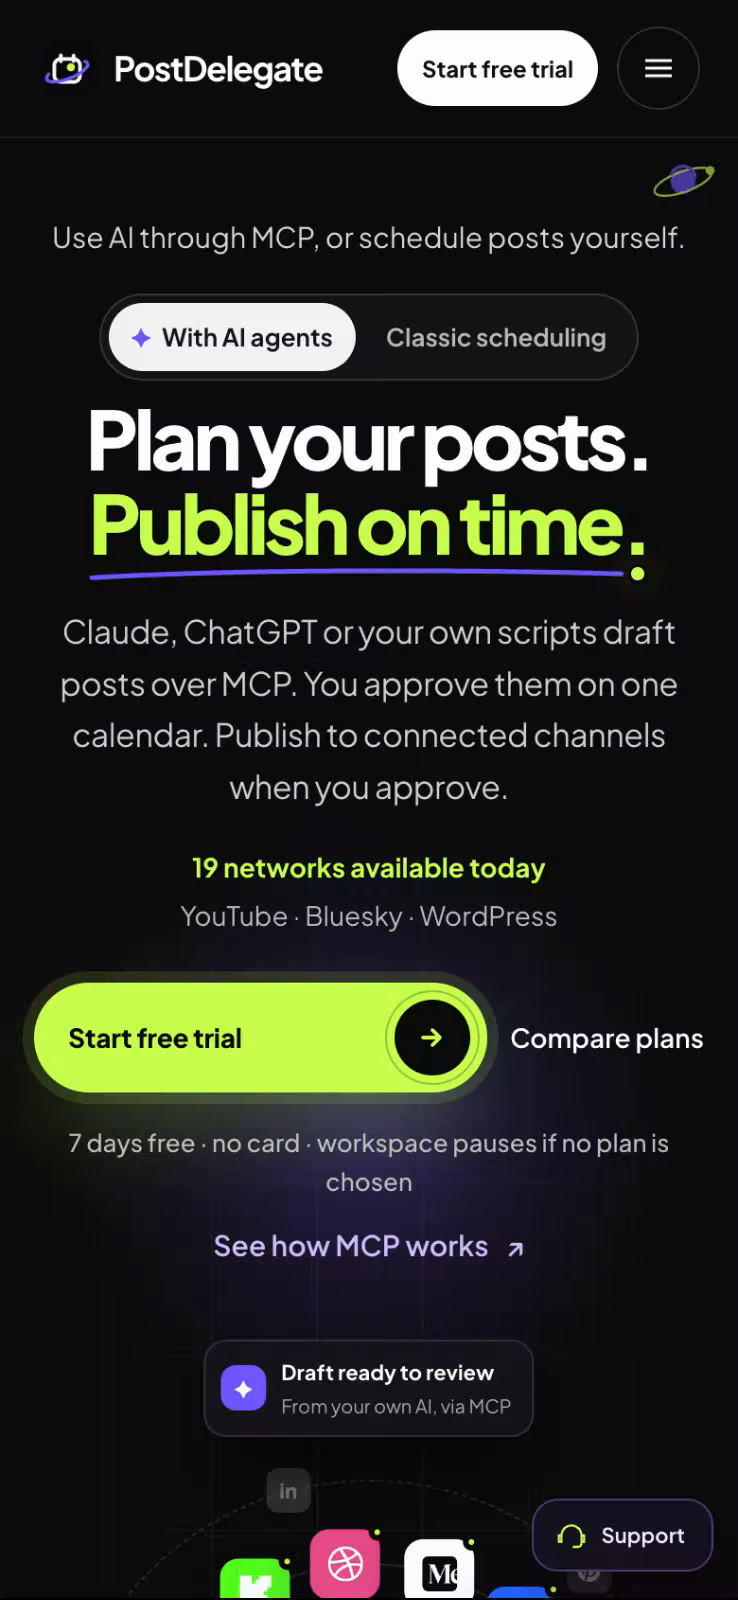 PostDelegate
Start free trial
Use AI through MCP, or schedule posts yourself.
With AI agents
Classic scheduling
Plan your posts.
Publish on time.
Claude, ChatGPT or your own scripts draft
posts over MCP. You approve them on one
calendar. Publish to connected channels
when you approve.
19 networks available today
YouTube · Bluesky · WordPress
Start free trial
Compare plans
7 days free · no card · workspace pauses if no plan is
chosen
See how MCP works
Draft ready to review
From your own AI, via MCP
in
Support